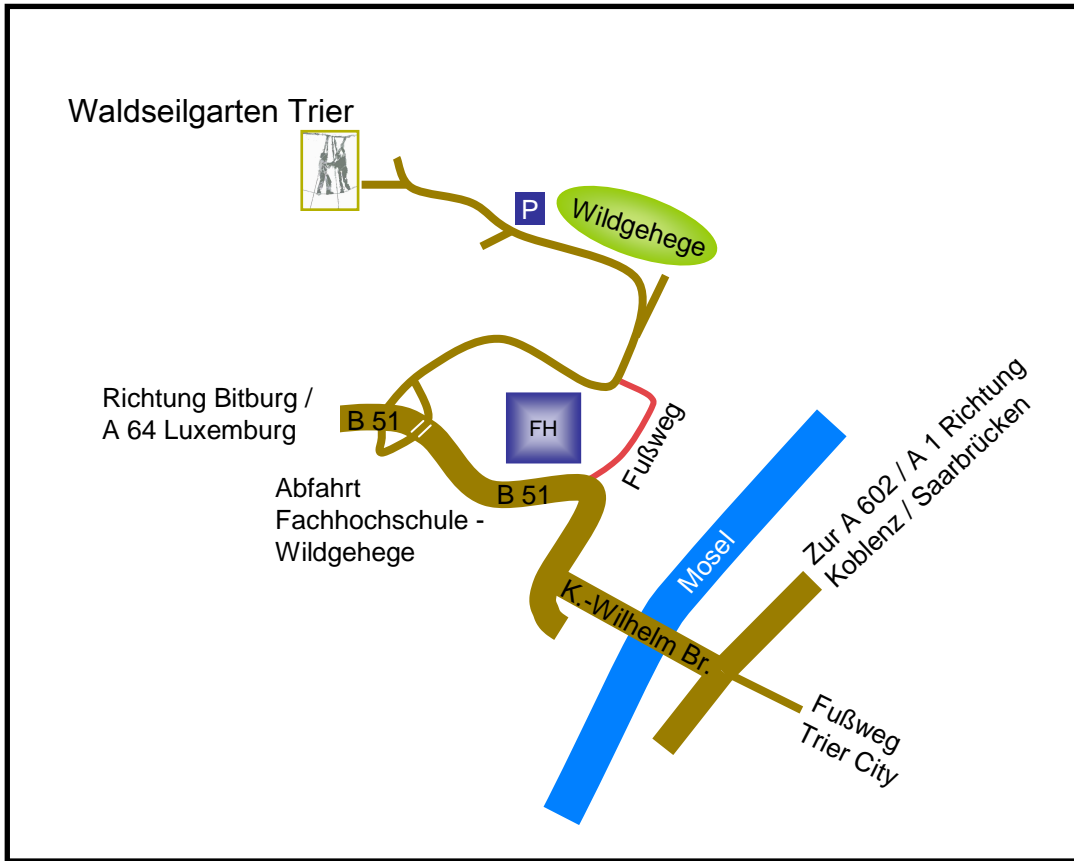 Waldseilgarten Trier
P
Wildgehege
Richtung Bitburg /
A 64 Luxemburg
B 51
FH
Fußweg
B 51
Abfahrt
Fachhochschule -
Wildgehege
Mosel
Zur A 602 / A 1 Richtung
Koblenz / Saarbrücken
K.-Wilhelm Br.
Fußweg
Trier City